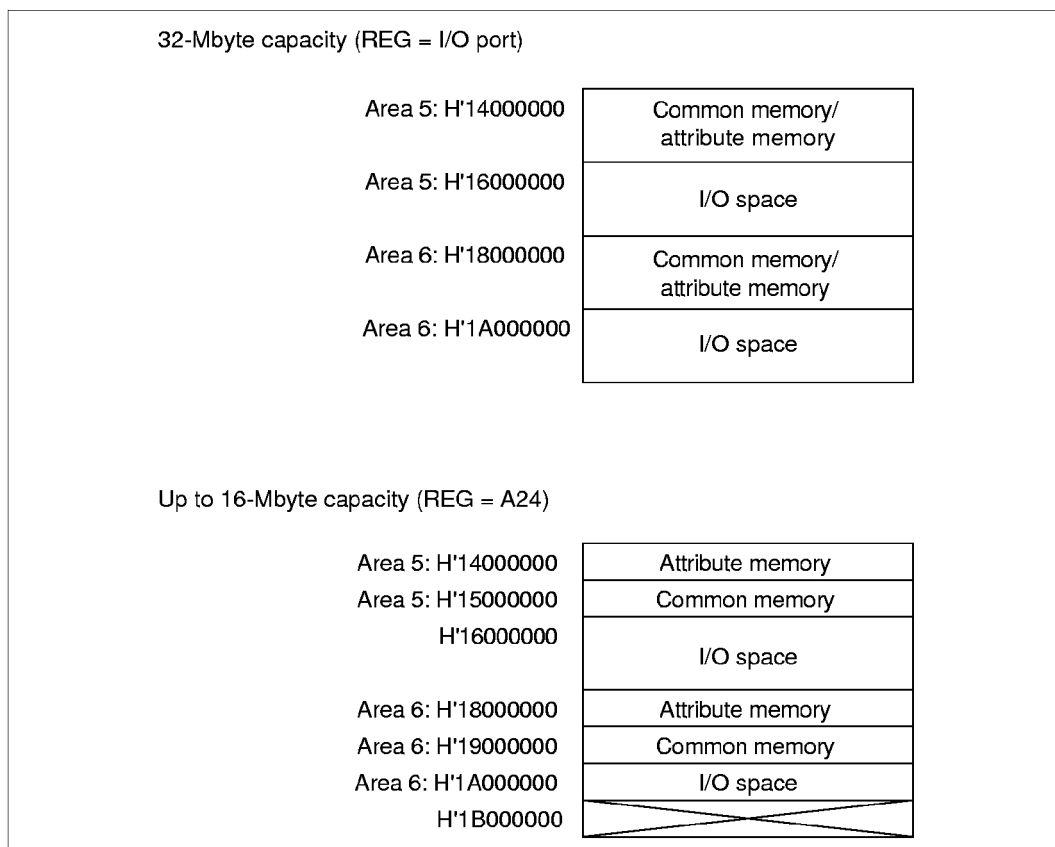 32-Mbyte capacity (REG = I/O port)
Area 5: H'14000000
Common memory/
attribute memory
Area 5: H'16000000
I/O space
Area 6: H'18000000
Common memory/
attribute memory
Area 6: H'1A000000
I/O space
Up to 16-Mbyte capacity (REG = A24)
Area 5: H'14000000 Attribute memory
Area 5: H'15000000 Common memory
H'16000000
I/O space
Area 6: H'18000000 Attribute memory
Area 6: H'19000000 Common memory
Area 6: H'1A000000 I/O space
H'1B000000